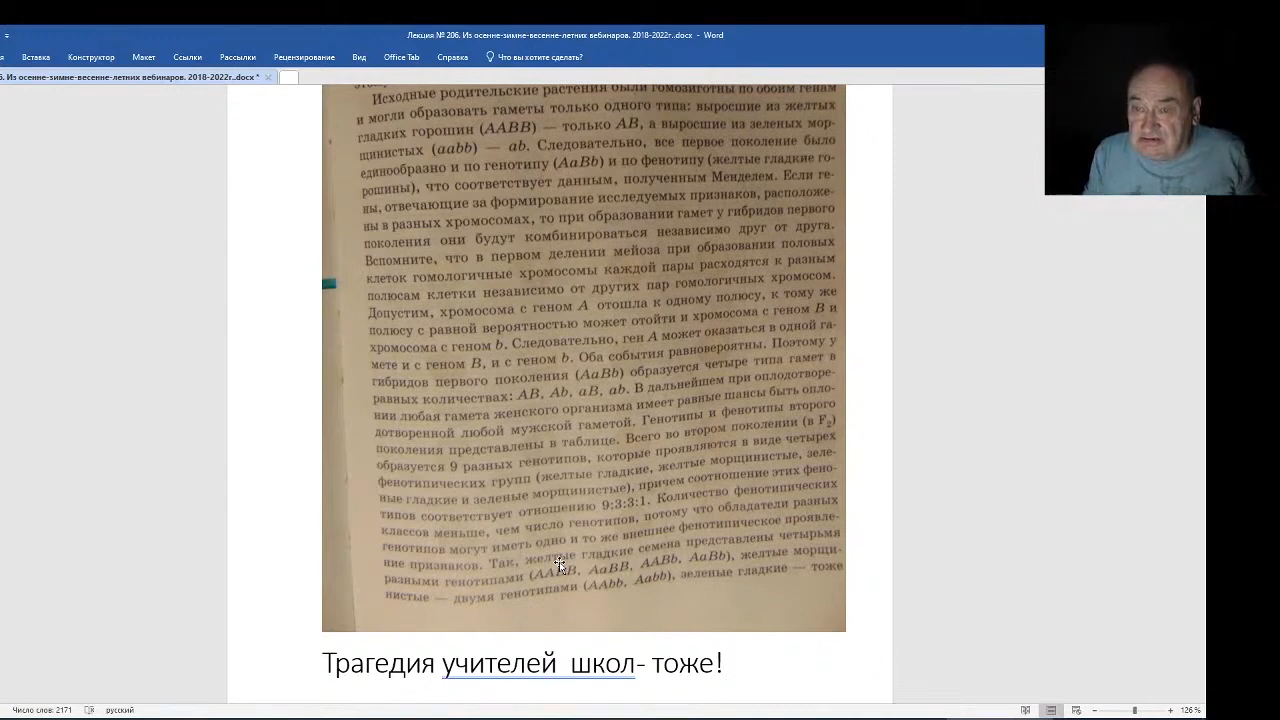 Лекция № 206. Из осенне-зимне-весенне-летних вебинаров. 2018-2022г..docx - Word
я Вставка Конструктор Макет Ссылки Рассылки Рецензирование Вид Office Tab Справка Что вы хотите сделать?
6. Из осенне-зимне-весенне-летних вебинаров. 2018-2022г..docx *
Исходные родительские растения были гомозиготны по обоим генам
и могли образовать гаметы только одного типа: выросшие из желтых
гладких горошин (AABB) — только AB, а выросшие из зеленых мор-
щинистых (aabb) — ab. Следовательно, все первое поколение было
единообразно и по генотипу (AaBb) и по фенотипу (желтые гладкие го-
рошины), что соответствует данным, полученным Менделем. Если ге-
ны, отвечающие за формирование исследуемых признаков, расположе-
ны в разных хромосомах, то при образовании гамет у гибридов первого
поколения они будут комбинироваться независимо друг от друга.
Вспомните, что в первом делении мейоза при образовании половых
клеток гомологичные хромосомы каждой пары расходятся к разным
полюсам клетки независимо от других пар гомологичных хромосом.
Допустим, хромосома с геном A отошла к одному полюсу, к тому же
полюсу с равной вероятностью может отойти и хромосома с геном B и
хромосома с геном b. Следовательно, ген A может оказаться в одной га-
мете и с геном B, и с геном b. Оба события равновероятны. Поэтому у
гибридов первого поколения (AaBb) образуется четыре типа гамет в
равных количествах: AB, Ab, aB, ab. В дальнейшем при оплодотворе-
нии любая гамета женского организма имеет равные шансы быть опло-
дотворенной любой мужской гаметой. Генотипы и фенотипы второго
поколения представлены в таблице. Всего во втором поколении (в F₂)
образуется 9 разных генотипов, которые проявляются в виде четырех
фенотипических групп (желтые гладкие, желтые морщинистые, зеле-
ные гладкие и зеленые морщинистые), причем соотношение этих фено-
типов соответствует отношению 9:3:3:1. Количество фенотипических
классов меньше, чем число генотипов, потому что обладатели разных
генотипов могут иметь одно и то же внешнее фенотипическое проявле-
ние признаков. Так, желтые гладкие семена представлены четырьмя
разными генотипами (AABB, AaBB, AABb, AaBb), желтые морщи-
нистые — двумя генотипами (AAbb, Aabb), зеленые гладкие — тоже
Трагедия учителей школ- тоже!
Число слов: 2171 русский 126 %